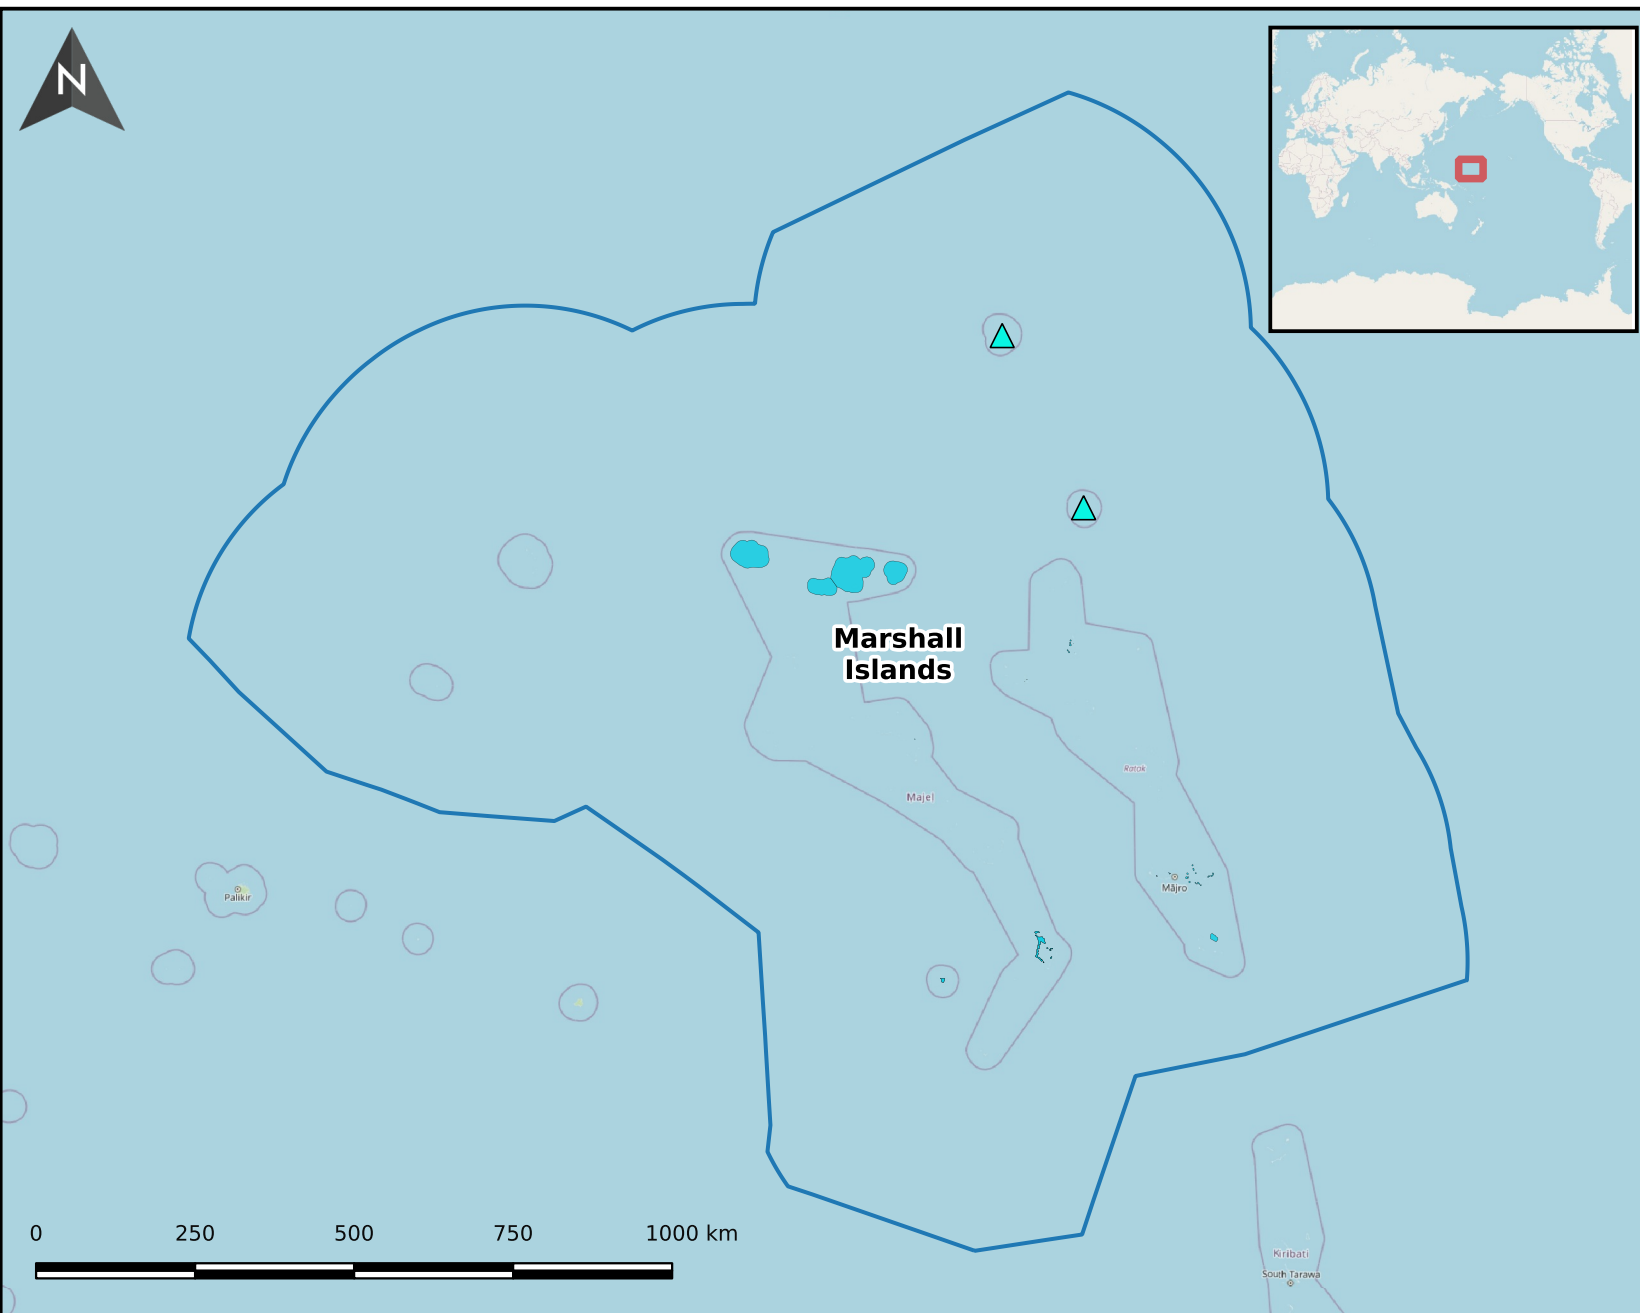 N
Marshall
Islands
Ratak
Majel
Mājro
Palikir
0 250 500 750 1000 km
Kiribati
South Tarawa